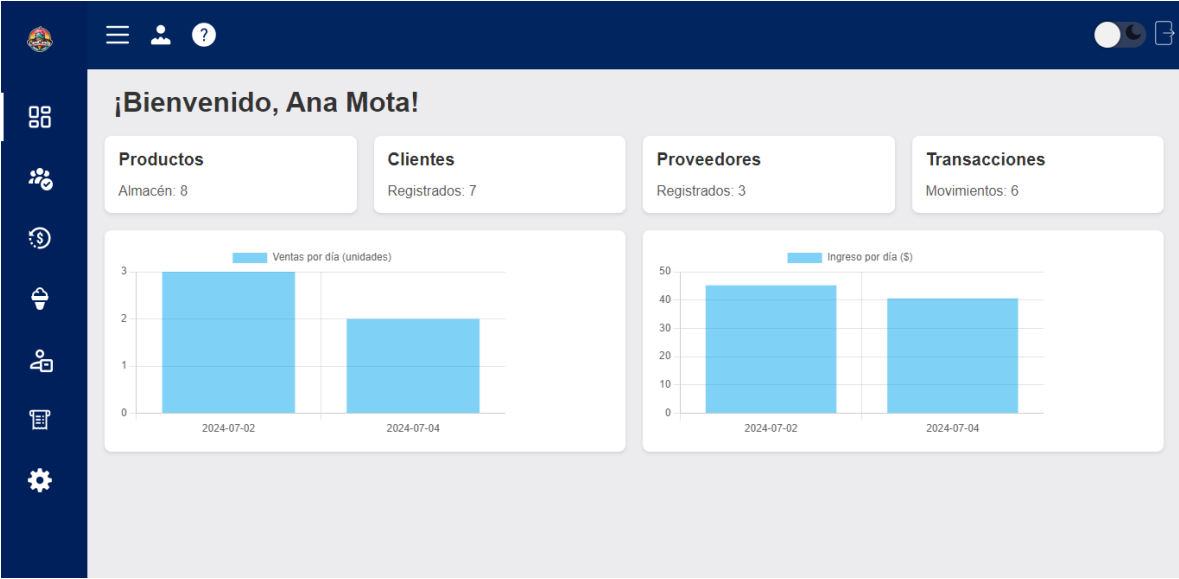 ?
¡Bienvenido, Ana Mota!
Productos
Almacén: 8
Clientes
Registrados: 7
Proveedores
Registrados: 3
Transacciones
Movimientos: 6
Ventas por día (unidades)
3
2
1
0
2024-07-02
2024-07-04
Ingreso por día ($)
50
40
30
20
10
0
2024-07-02
2024-07-04